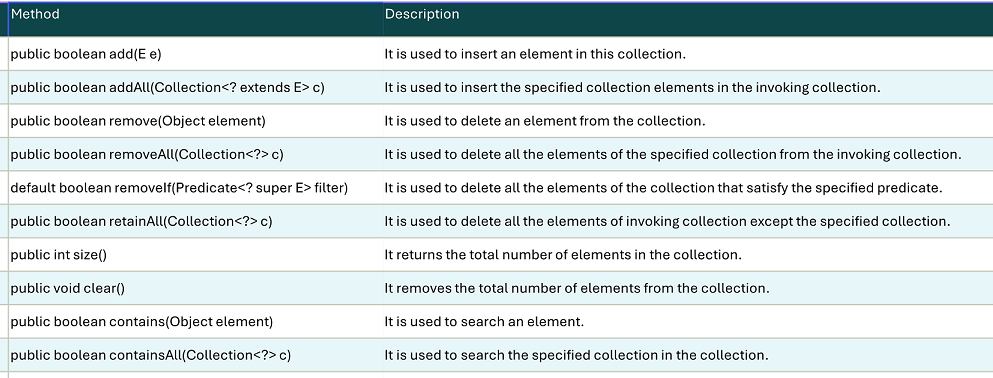 Method Description
public boolean add(E e) It is used to insert an element in this collection.
public boolean addAll(Collection<? extends E> c) It is used to insert the specified collection elements in the invoking collection.
public boolean remove(Object element) It is used to delete an element from the collection.
public boolean removeAll(Collection<?> c) It is used to delete all the elements of the specified collection from the invoking collection.
default boolean removeIf(Predicate<? super E> filter) It is used to delete all the elements of the collection that satisfy the specified predicate.
public boolean retainAll(Collection<?> c) It is used to delete all the elements of invoking collection except the specified collection.
public int size() It returns the total number of elements in the collection.
public void clear() It removes the total number of elements from the collection.
public boolean contains(Object element) It is used to search an element.
public boolean containsAll(Collection<?> c) It is used to search the specified collection in the collection.